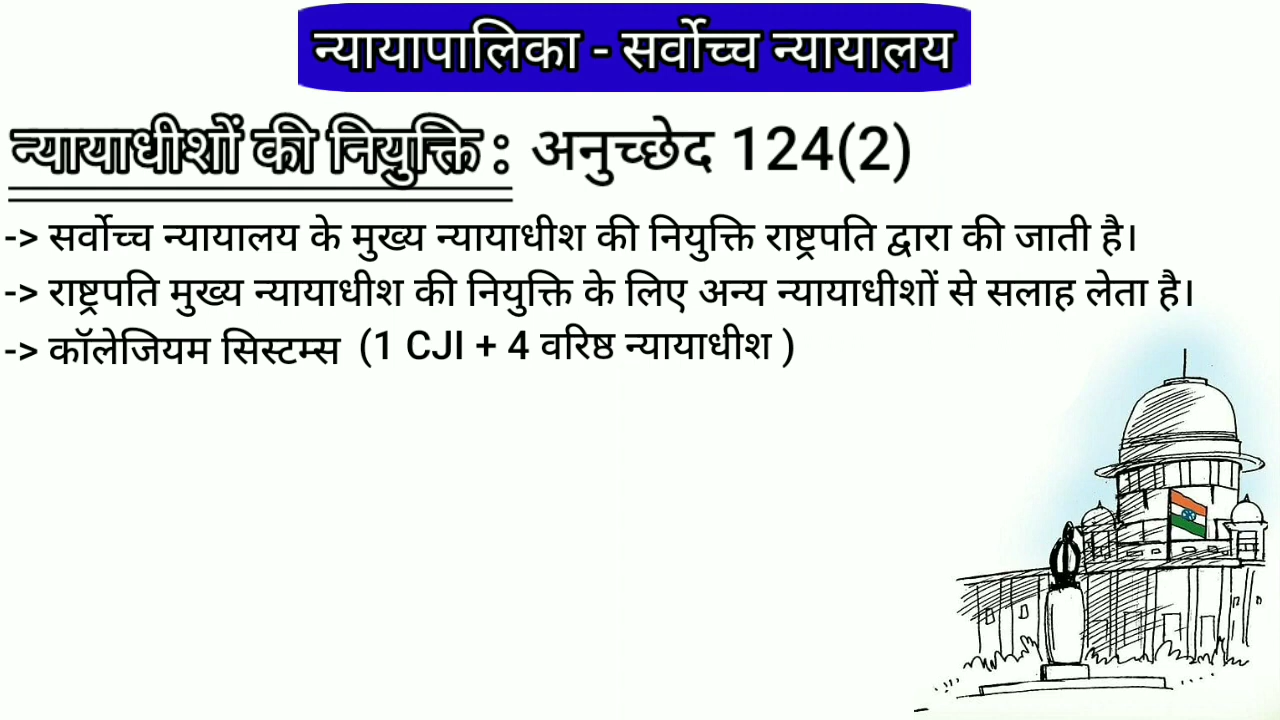 न्यायापालिका - सर्वोच्च न्यायालय
न्यायाधीशों की नियुक्ति : अनुच्छेद 124(2)
-> सर्वोच्च न्यायालय के मुख्य न्यायाधीश की नियुक्ति राष्ट्रपति द्वारा की जाती है।
-> राष्ट्रपति मुख्य न्यायाधीश की नियुक्ति के लिए अन्य न्यायाधीशों से सलाह लेता है।
-> कॉलेजियम सिस्टम्स (1 CJI + 4 वरिष्ठ न्यायाधीश )